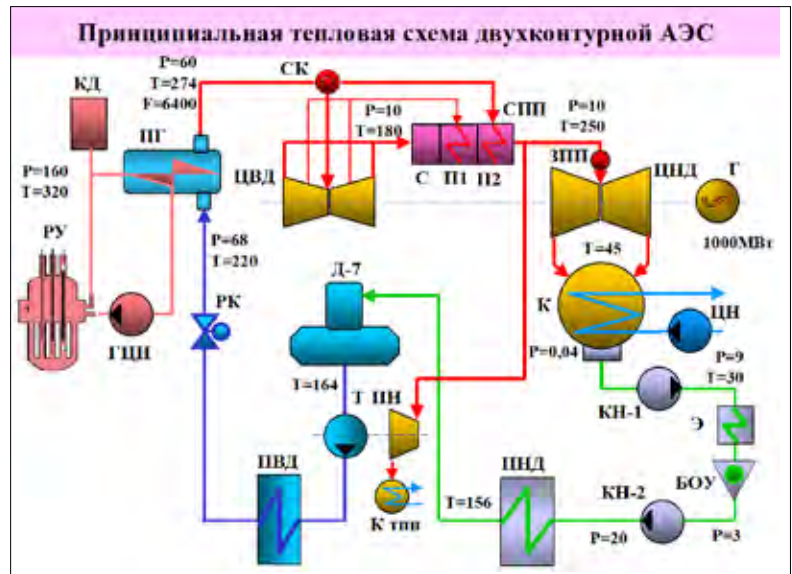 Принципиальная тепловая схема двухконтурной АЭС
P=60
T=274
F=6400
КД
СК
СПП
P=10
T=180
P=10
T=250
ПГ
ЗПП
P=160
T=320
ЦВД
С П1 П2
ЦНД
Г
РУ
P=68
T=220
T=45
1000МВт
Д-7
РК
К
ЦН
ГЦН
P=0,04
P=9
T=30
T=164
КН-1
Т ПН
Э
ПВД
ПНД
КН-2
БОУ
T=156
К тпн
P=20
P=3